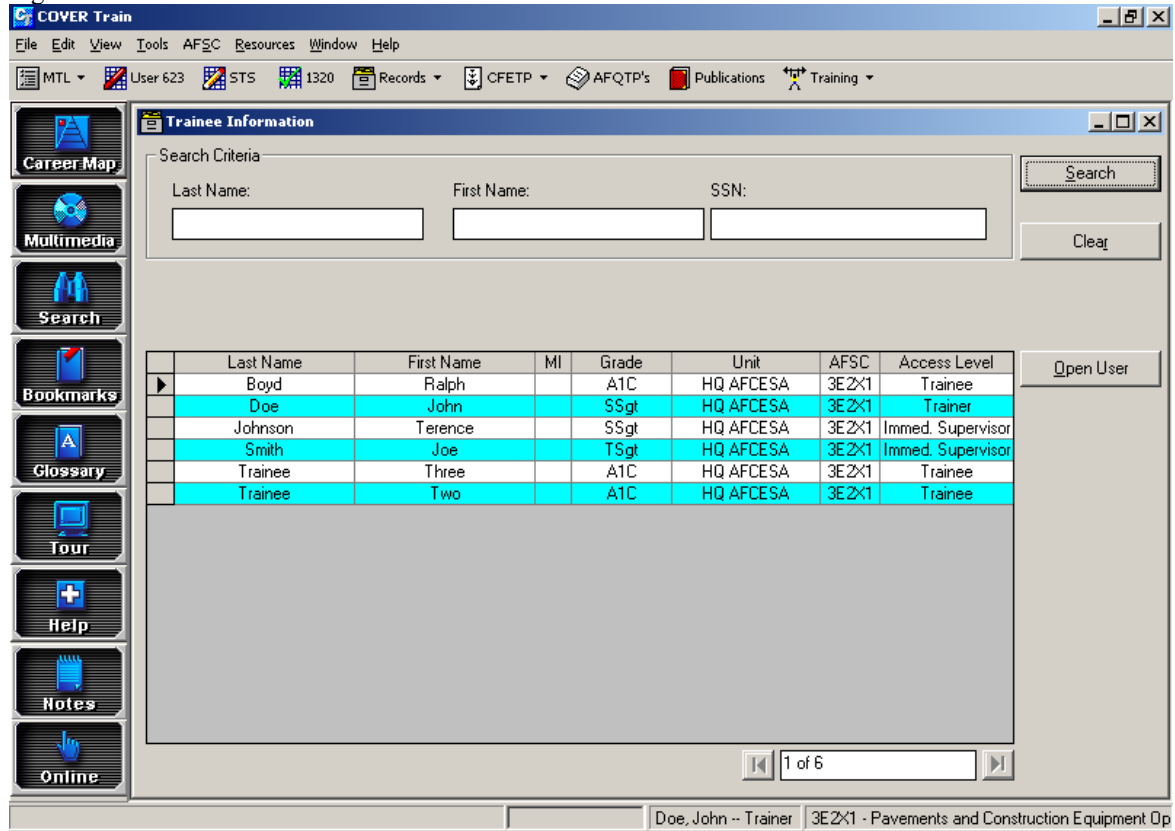 COVER Train
File Edit View Tools AFSC Resources Window Help
MTL User 623 STS 1320 Records CFETP AFQTP's Publications Training
Career Map
Multimedia
Search
Bookmarks
Glossary
Tour
Help
Notes
Online
Trainee Information
Search Criteria
Last Name: First Name: SSN:
Search
Clear
Open User
Last Name First Name MI Grade Unit AFSC Access Level
Boyd Ralph A1C HQ AFCESA 3E2X1 Trainee
Doe John SSgt HQ AFCESA 3E2X1 Trainer
Johnson Terence SSgt HQ AFCESA 3E2X1 Immed. Supervisor
Smith Joe TSgt HQ AFCESA 3E2X1 Immed. Supervisor
Trainee Three A1C HQ AFCESA 3E2X1 Trainee
Trainee Two A1C HQ AFCESA 3E2X1 Trainee
1 of 6
Doe, John -- Trainer 3E2X1 - Pavements and Construction Equipment Op